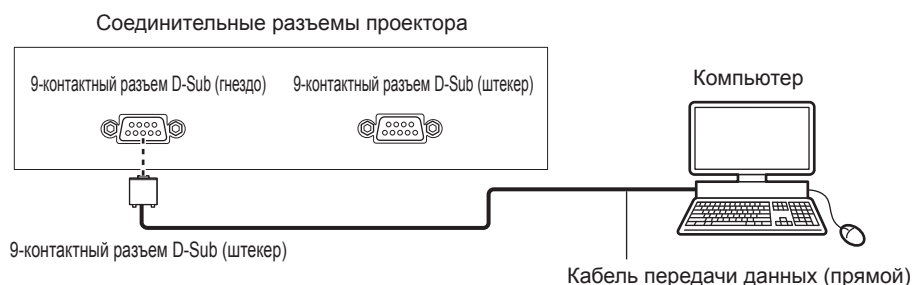 Соединительные разъемы проектора
9-контактный разъем D-Sub (гнездо)
9-контактный разъем D-Sub (штекер)
Компьютер
9-контактный разъем D-Sub (штекер)
Кабель передачи данных (прямой)